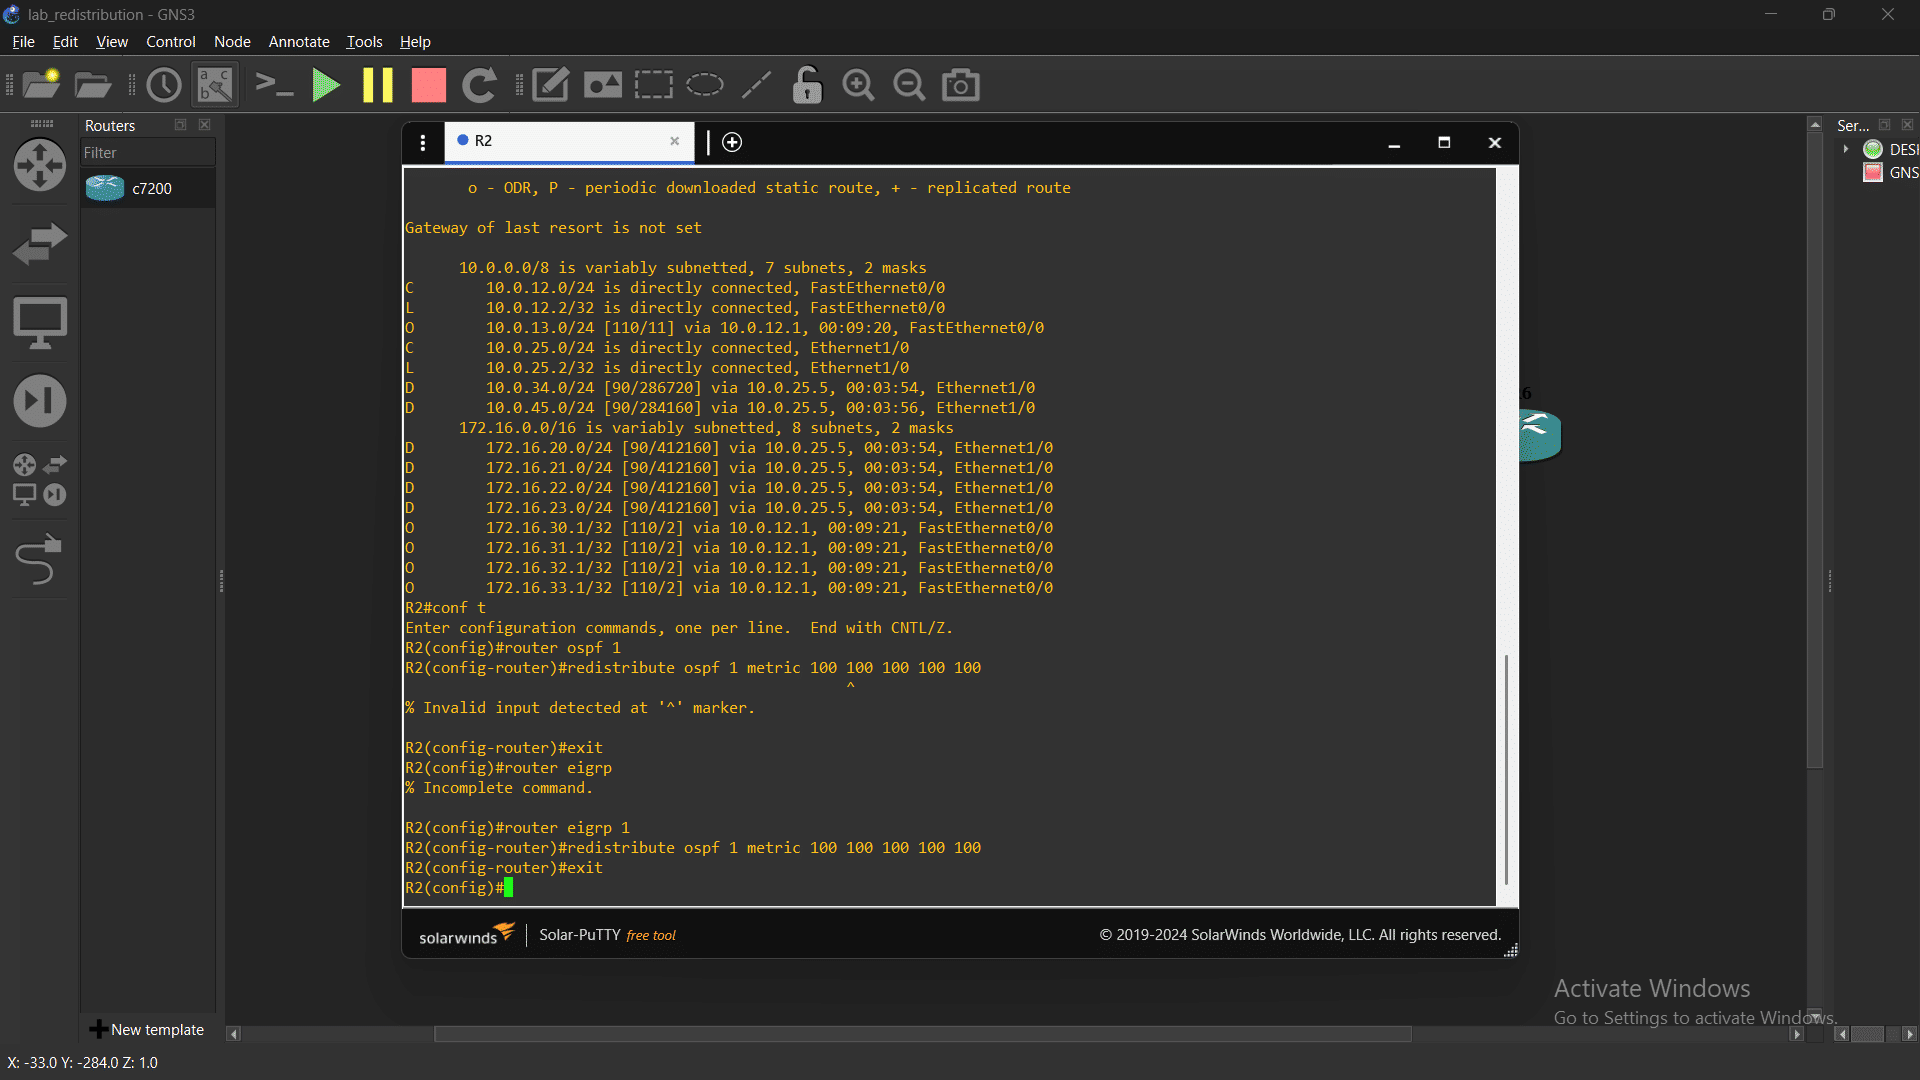 lab_redistribution - GNS3
File Edit View Control Node Annotate Tools Help
Routers
Filter
c7200
New template
X: -33.0 Y: -284.0 Z: 1.0
R2
o - ODR, P - periodic downloaded static route, + - replicated route
Gateway of last resort is not set
10.0.0.0/8 is variably subnetted, 7 subnets, 2 masks
C 10.0.12.0/24 is directly connected, FastEthernet0/0
L 10.0.12.2/32 is directly connected, FastEthernet0/0
O 10.0.13.0/24 [110/11] via 10.0.12.1, 00:09:20, FastEthernet0/0
C 10.0.25.0/24 is directly connected, Ethernet1/0
L 10.0.25.2/32 is directly connected, Ethernet1/0
D 10.0.34.0/24 [90/286720] via 10.0.25.5, 00:03:54, Ethernet1/0
D 10.0.45.0/24 [90/284160] via 10.0.25.5, 00:03:56, Ethernet1/0
172.16.0.0/16 is variably subnetted, 8 subnets, 2 masks
D 172.16.20.0/24 [90/412160] via 10.0.25.5, 00:03:54, Ethernet1/0
D 172.16.21.0/24 [90/412160] via 10.0.25.5, 00:03:54, Ethernet1/0
D 172.16.22.0/24 [90/412160] via 10.0.25.5, 00:03:54, Ethernet1/0
D 172.16.23.0/24 [90/412160] via 10.0.25.5, 00:03:54, Ethernet1/0
O 172.16.30.1/32 [110/2] via 10.0.12.1, 00:09:21, FastEthernet0/0
O 172.16.31.1/32 [110/2] via 10.0.12.1, 00:09:21, FastEthernet0/0
O 172.16.32.1/32 [110/2] via 10.0.12.1, 00:09:21, FastEthernet0/0
O 172.16.33.1/32 [110/2] via 10.0.12.1, 00:09:21, FastEthernet0/0
R2#conf t
Enter configuration commands, one per line. End with CNTL/Z.
R2(config)#router ospf 1
R2(config-router)#redistribute ospf 1 metric 100 100 100 100 100
^
% Invalid input detected at '^' marker.
R2(config-router)#exit
R2(config)#router eigrp
% Incomplete command.
R2(config)#router eigrp 1
R2(config-router)#redistribute ospf 1 metric 100 100 100 100 100
R2(config-router)#exit
R2(config)#
solarwinds Solar-PuTTY free tool
© 2019-2024 SolarWinds Worldwide, LLC. All rights reserved.
Ser...
DESI
GNS
6
Activate Windows
Go to Settings to activate Windows.